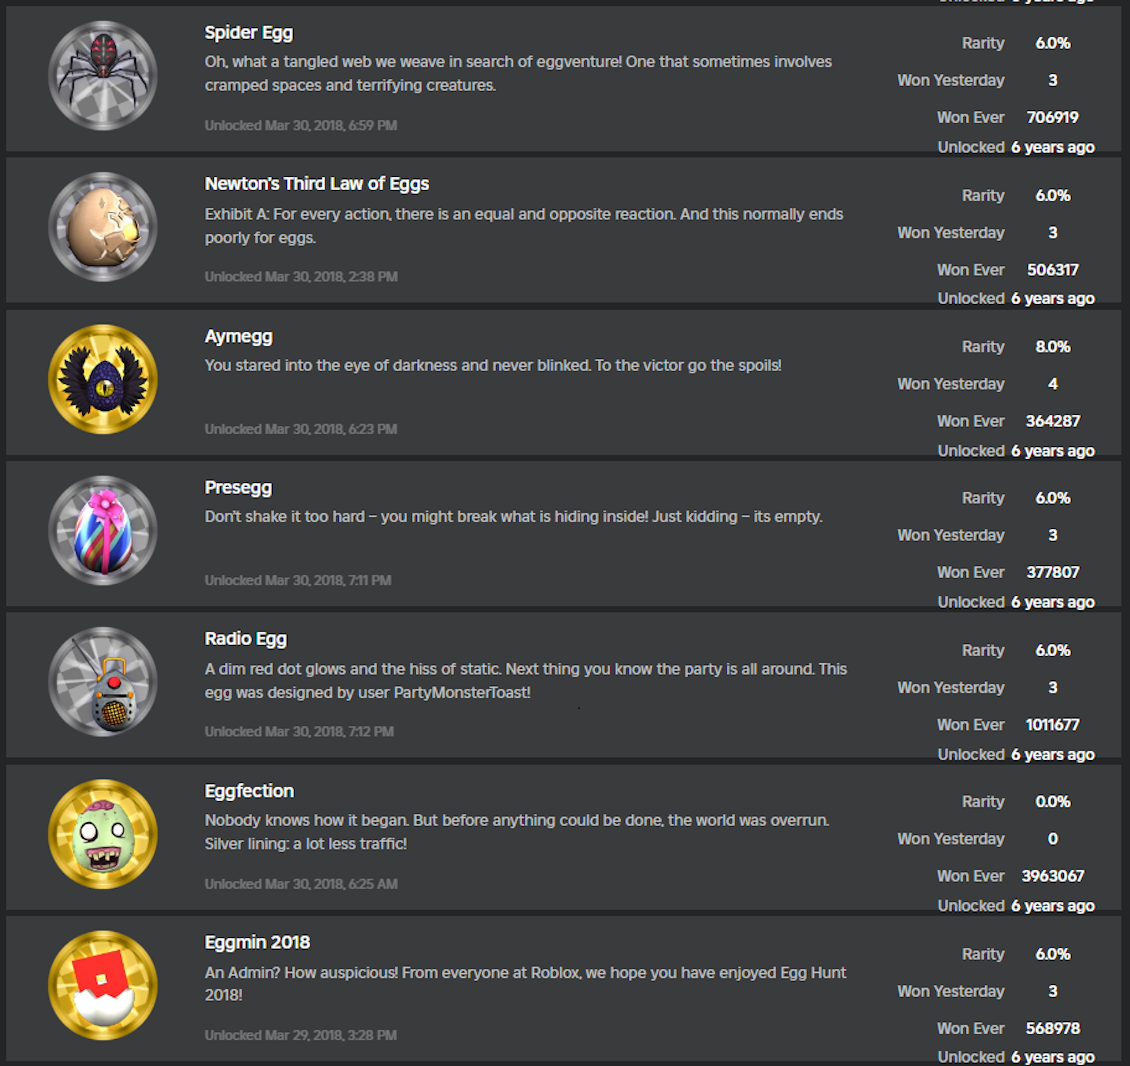 Spider Egg
Oh, what a tangled web we weave in search of eggventure! One that sometimes involves
cramped spaces and terrifying creatures.
Unlocked Mar 30, 2018, 6:59 PM
Rarity 6.0%
Won Yesterday 3
Won Ever 706919
Unlocked 6 years ago
Newton's Third Law of Eggs
Exhibit A: For every action, there is an equal and opposite reaction. And this normally ends
poorly for eggs.
Unlocked Mar 30, 2018, 2:38 PM
Rarity 6.0%
Won Yesterday 3
Won Ever 506317
Unlocked 6 years ago
Aymegg
You stared into the eye of darkness and never blinked. To the victor go the spoils!
Unlocked Mar 30, 2018, 6:23 PM
Rarity 8.0%
Won Yesterday 4
Won Ever 364287
Unlocked 6 years ago
Presegg
Don't shake it too hard – you might break what is hiding inside! Just kidding – its empty.
Unlocked Mar 30, 2018, 7:11 PM
Rarity 6.0%
Won Yesterday 3
Won Ever 377807
Unlocked 6 years ago
Radio Egg
A dim red dot glows and the hiss of static. Next thing you know the party is all around. This
egg was designed by user PartyMonsterToast!
Unlocked Mar 30, 2018, 7:12 PM
Rarity 6.0%
Won Yesterday 3
Won Ever 1011677
Unlocked 6 years ago
Eggfection
Nobody knows how it began. But before anything could be done, the world was overrun.
Silver lining: a lot less traffic!
Unlocked Mar 30, 2018, 6:25 AM
Rarity 0.0%
Won Yesterday 0
Won Ever 3963067
Unlocked 6 years ago
Eggmin 2018
An Admin? How auspicious! From everyone at Roblox, we hope you have enjoyed Egg Hunt
2018!
Unlocked Mar 29, 2018, 3:28 PM
Rarity 6.0%
Won Yesterday 3
Won Ever 568978
Unlocked 6 years ago